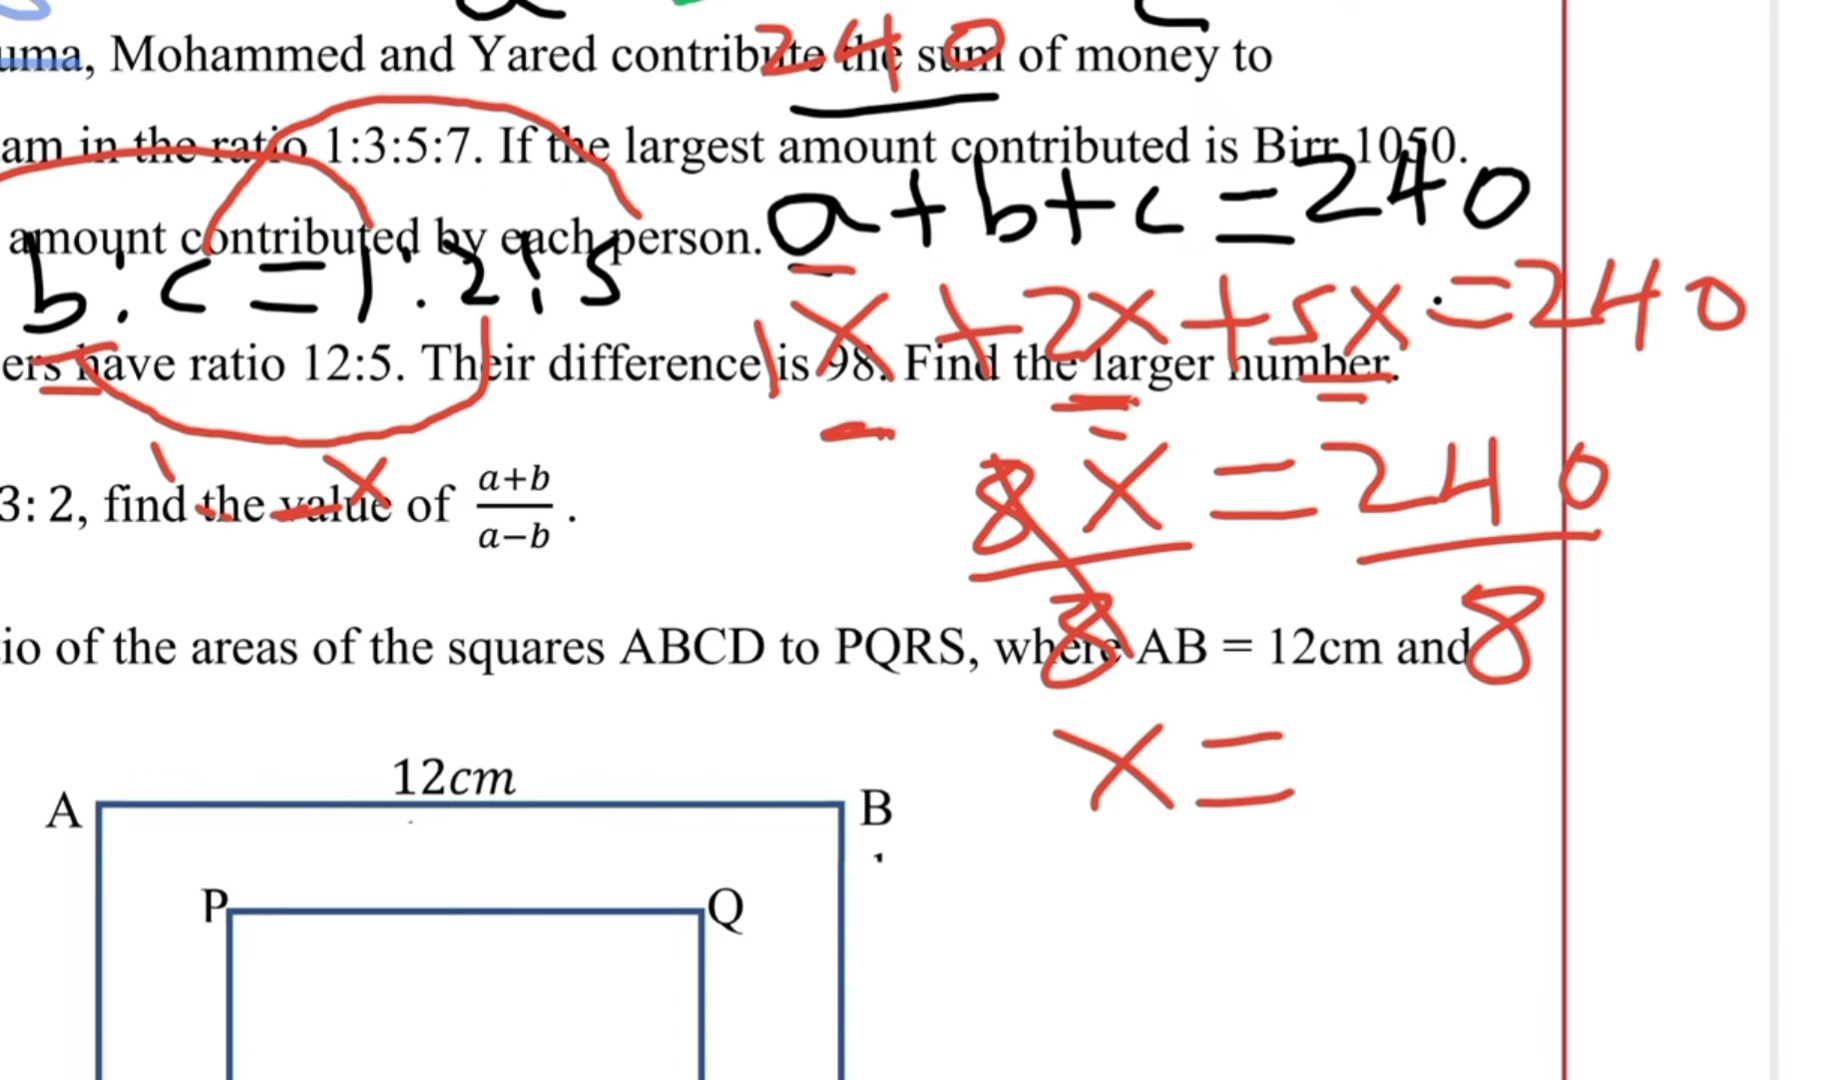 240
uma, Mohammed and Yared contribute the sum of money to
am in the ratio 1:3:5:7. If the largest amount contributed is Birr 1050.
a+b+c=240
amount contributed by each person.
b:c=1:2:5
1x+2x+5x=240
ers have ratio 12:5. Their difference is 98. Find the larger number.
8x=240
1 x
3: 2, find the value of a+b/a−b .
8 8
io of the areas of the squares ABCD to PQRS, where AB = 12cm and
x=
12cm
A B
P Q